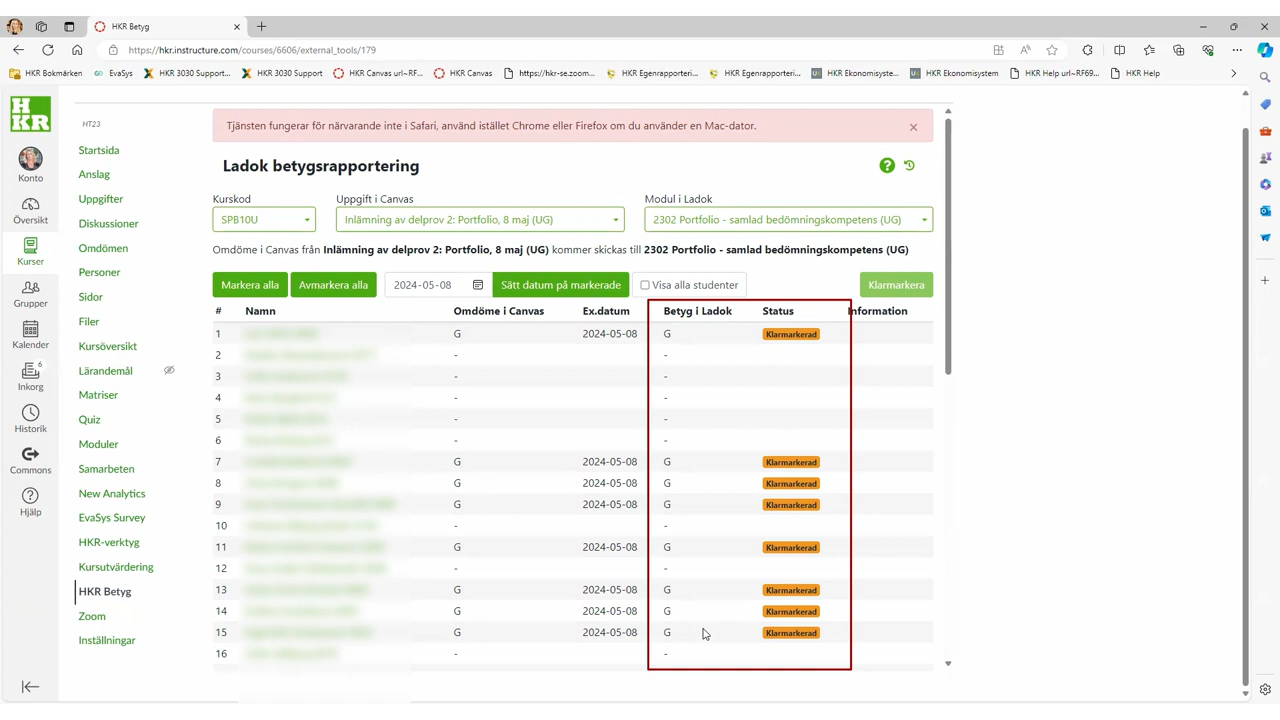 HKR Betyg
https://hkr.instructure.com/courses/6606/external_tools/179
HKR Bokmärken EvaSys HKR 3030 Support... HKR 3030 Support HKR Canvas url~RF... HKR Canvas https://hkr-se.zoom... HKR Egenrapporteri... HKR Egenrapporteri... HKR Ekonomisyste... HKR Ekonomisystem HKR Help url~RF69... HKR Help
HKR
Konto
Översikt
Kurser
Grupper
Kalender
6
Inkorg
Historik
Commons
Hjälp
HT23
Startsida
Anslag
Uppgifter
Diskussioner
Omdömen
Personer
Sidor
Filer
Kursöversikt
Lärandemål
Matriser
Quiz
Moduler
Samarbeten
New Analytics
EvaSys Survey
HKR-verktyg
Kursutvärdering
HKR Betyg
Zoom
Inställningar
Tjänsten fungerar för närvarande inte i Safari, använd istället Chrome eller Firefox om du använder en Mac-dator.
Ladok betygsrapportering
Kurskod Uppgift i Canvas Modul i Ladok
SPB10U Inlämning av delprov 2: Portfolio, 8 maj (UG) 2302 Portfolio - samlad bedömningskompetens (UG)
Omdöme i Canvas från Inlämning av delprov 2: Portfolio, 8 maj (UG) kommer skickas till 2302 Portfolio - samlad bedömningskompetens (UG)
Markera alla Avmarkera alla 2024-05-08 Sätt datum på markerade Visa alla studenter Klarmarkera
# Namn Omdöme i Canvas Ex.datum Betyg i Ladok Status Information
1 G 2024-05-08 G Klarmarkerad
2 - -
3 - -
4 - -
5 - -
6 - -
7 G 2024-05-08 G Klarmarkerad
8 G 2024-05-08 G Klarmarkerad
9 G 2024-05-08 G Klarmarkerad
10 - -
11 G 2024-05-08 G Klarmarkerad
12 - -
13 G 2024-05-08 G Klarmarkerad
14 G 2024-05-08 G Klarmarkerad
15 G 2024-05-08 G Klarmarkerad
16 - -